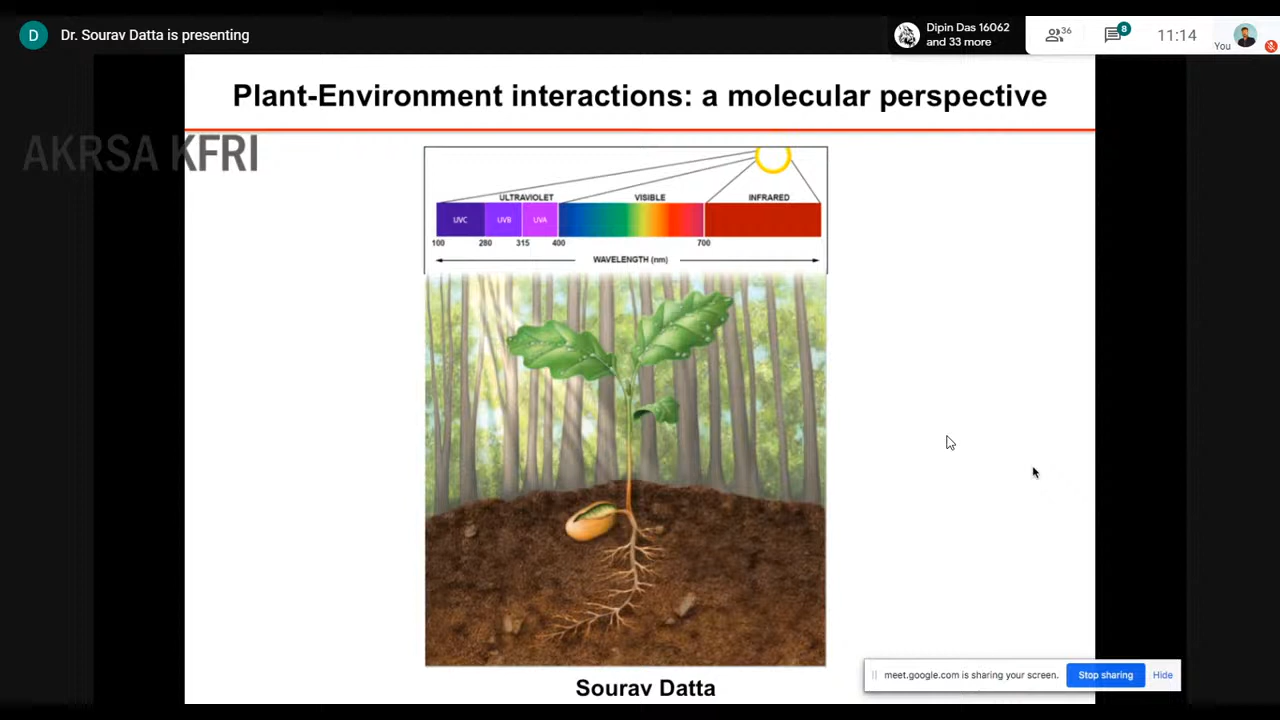 D
Dr. Sourav Datta is presenting
Dipin Das 16062
and 33 more
36
8
11:14
You
Plant-Environment interactions: a molecular perspective
AKRSA KFRI
ULTRAVIOLET VISIBLE INFRARED
UVC UVB UVA
100 280 315 400 700
WAVELENGTH (nm)
meet.google.com is sharing your screen. Stop sharing Hide
Sourav Datta